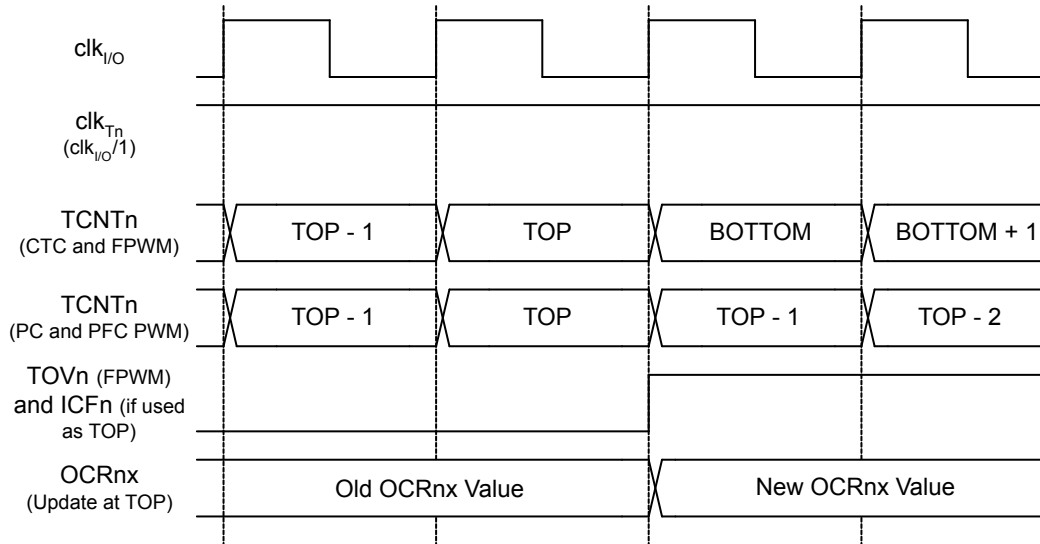 clkI/O
clkTn
(clkI/O/1)
TCNTn
(CTC and FPWM)
TOP - 1 TOP BOTTOM BOTTOM + 1
TCNTn
(PC and PFC PWM)
TOP - 1 TOP TOP - 1 TOP - 2
TOVn (FPWM)
and ICFn (if used
as TOP)
OCRnx
(Update at TOP)
Old OCRnx Value New OCRnx Value